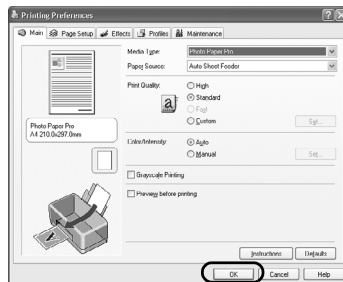 Printing Preferences
Main Page Setup Effects Profiles Maintenance
Media Type: Photo Paper Pro
Paper Source: Auto Sheet Feeder
Print Quality: High
Standard
Fast
Custom Set...
Photo Paper Pro
A4 210.0x297.0mm
Color/Intensity: Auto
Manual Set...
Grayscale Printing
Preview before printing
Instructions Defaults
OK Cancel Help